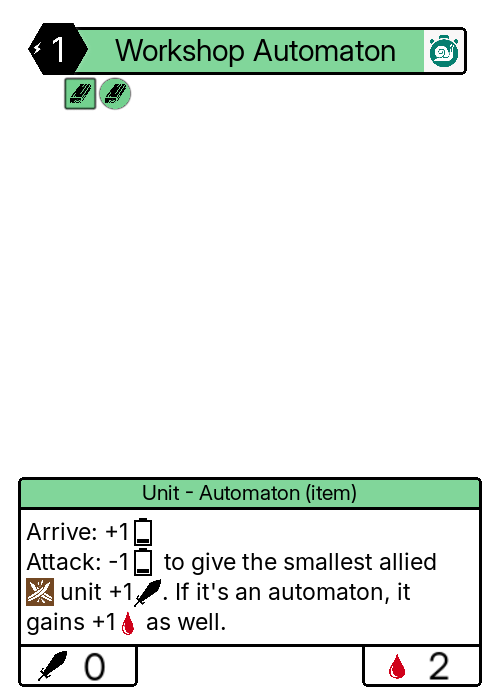 1 Workshop Automaton
Unit - Automaton (item)
Arrive: +1
Attack: -1 to give the smallest allied
unit +1. If it's an automaton, it
gains +1 as well.
0 2